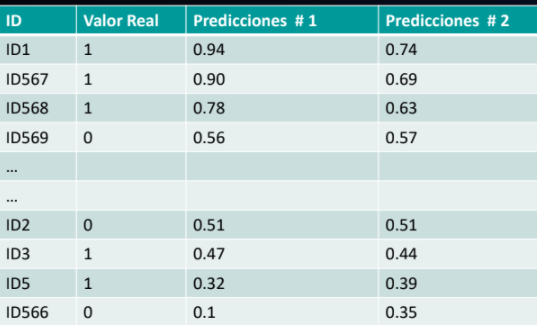 ID Valor Real Predicciones # 1 Predicciones # 2
ID1 1 0.94 0.74
ID567 1 0.90 0.69
ID568 1 0.78 0.63
ID569 0 0.56 0.57
...
...
ID2 0 0.51 0.51
ID3 1 0.47 0.44
ID5 1 0.32 0.39
ID566 0 0.1 0.35